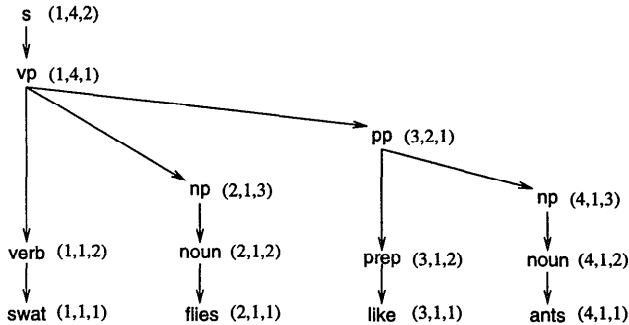 s (1,4,2)
vp (1,4,1)
pp (3,2,1)
np (2,1,3)
np (4,1,3)
verb (1,1,2) noun (2,1,2) prep (3,1,2) noun (4,1,2)
swat (1,1,1) flies (2,1,1) like (3,1,1) ants (4,1,1)